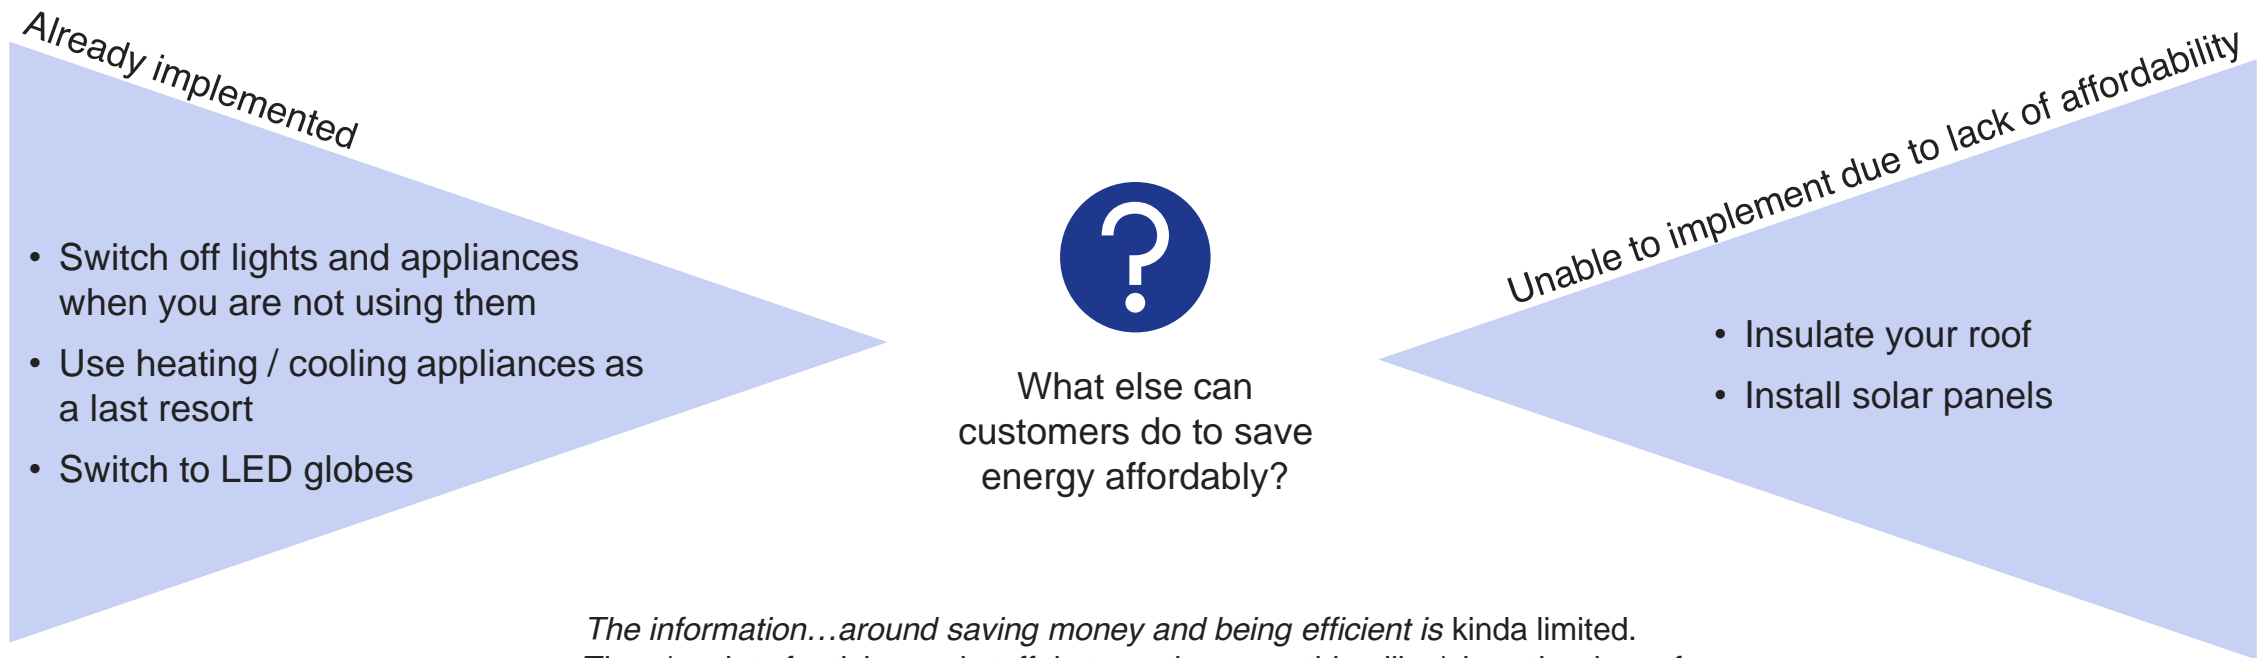 Already implemented
• Switch off lights and appliances
when you are not using them
• Use heating / cooling appliances as
a last resort
• Switch to LED globes
What else can
customers do to save
energy affordably?
Unable to implement due to lack of affordability
• Insulate your roof
• Install solar panels
The information…around saving money and being efficient is kinda limited.